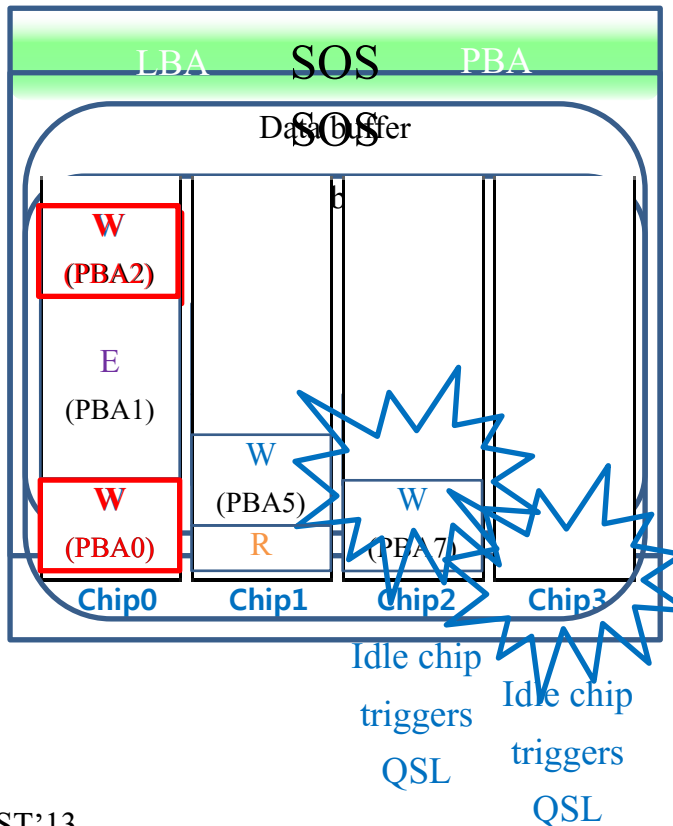 LBA SOS PBA
SOS
Data buffer
b
W
(PBA2)
E
(PBA1)
W
(PBA5)
W
(PBA0)
R
W
(PBA7)
Chip0 Chip1 Chip2 Chip3
Idle chip
triggers
QSL
Idle chip
triggers
QSL
ST’13